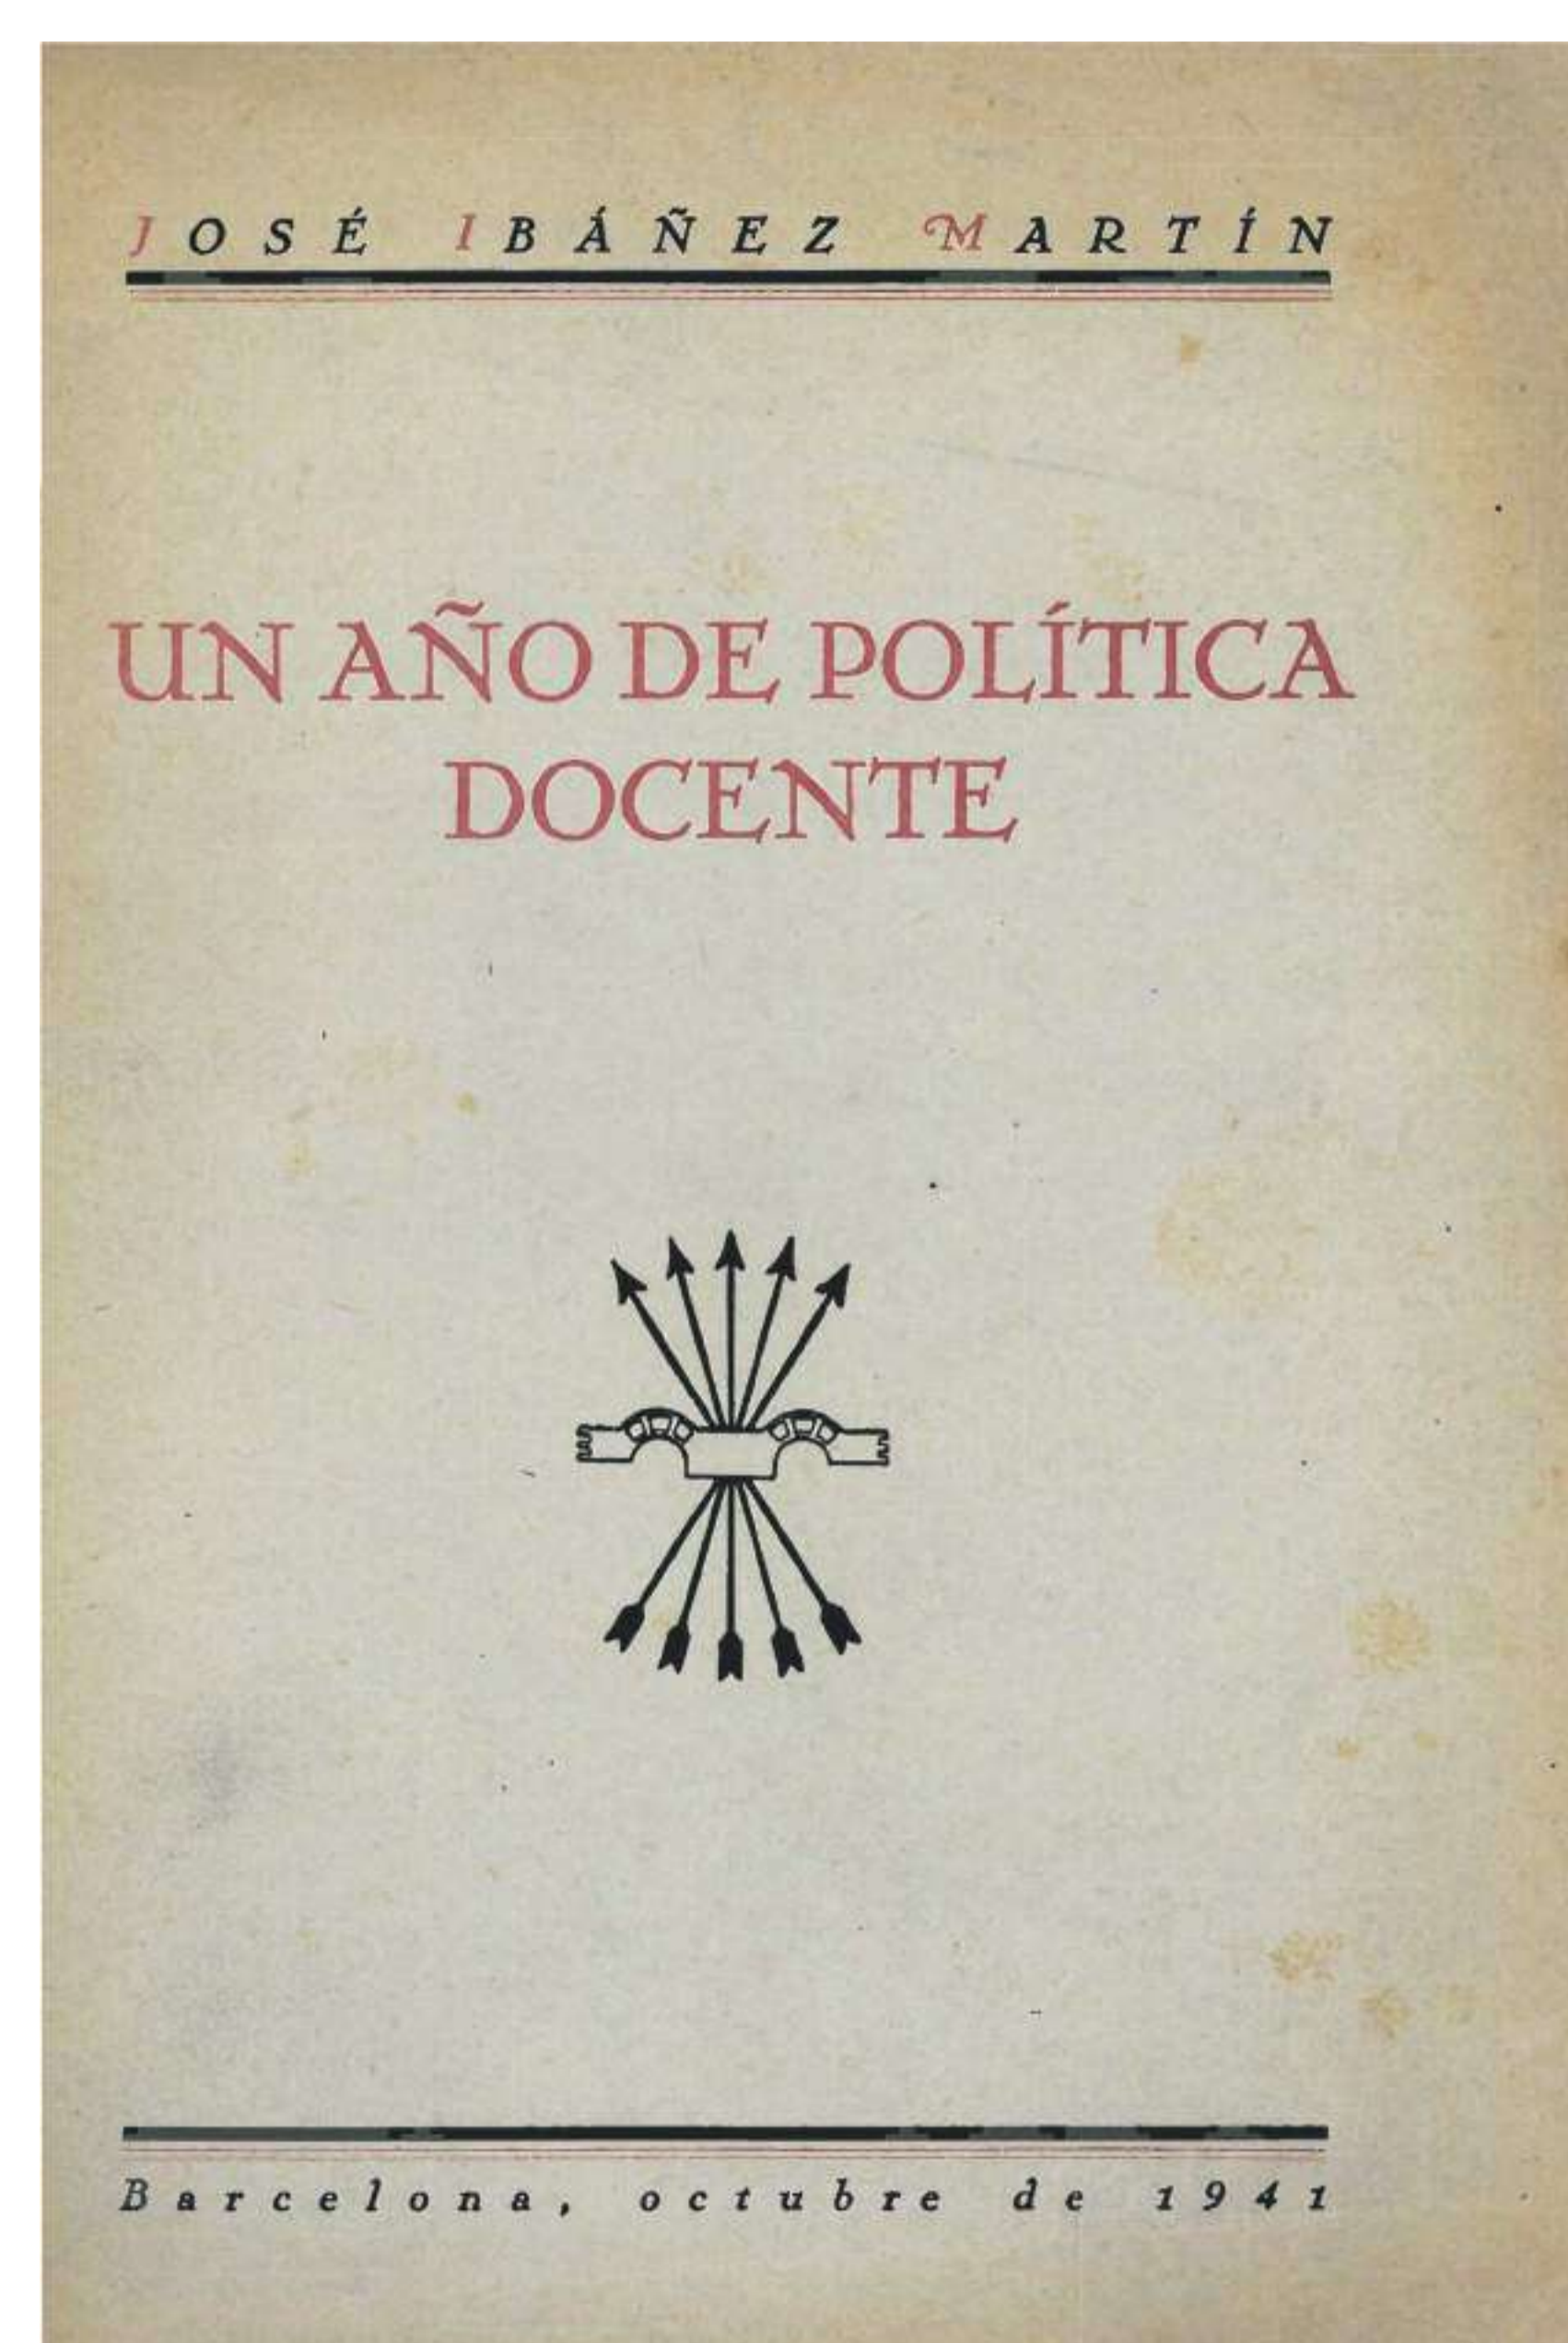 JOSÉ IBÁÑEZ MARTÍN
UN AÑO DE POLÍTICA
DOCENTE
Barcelona, octubre de 1941